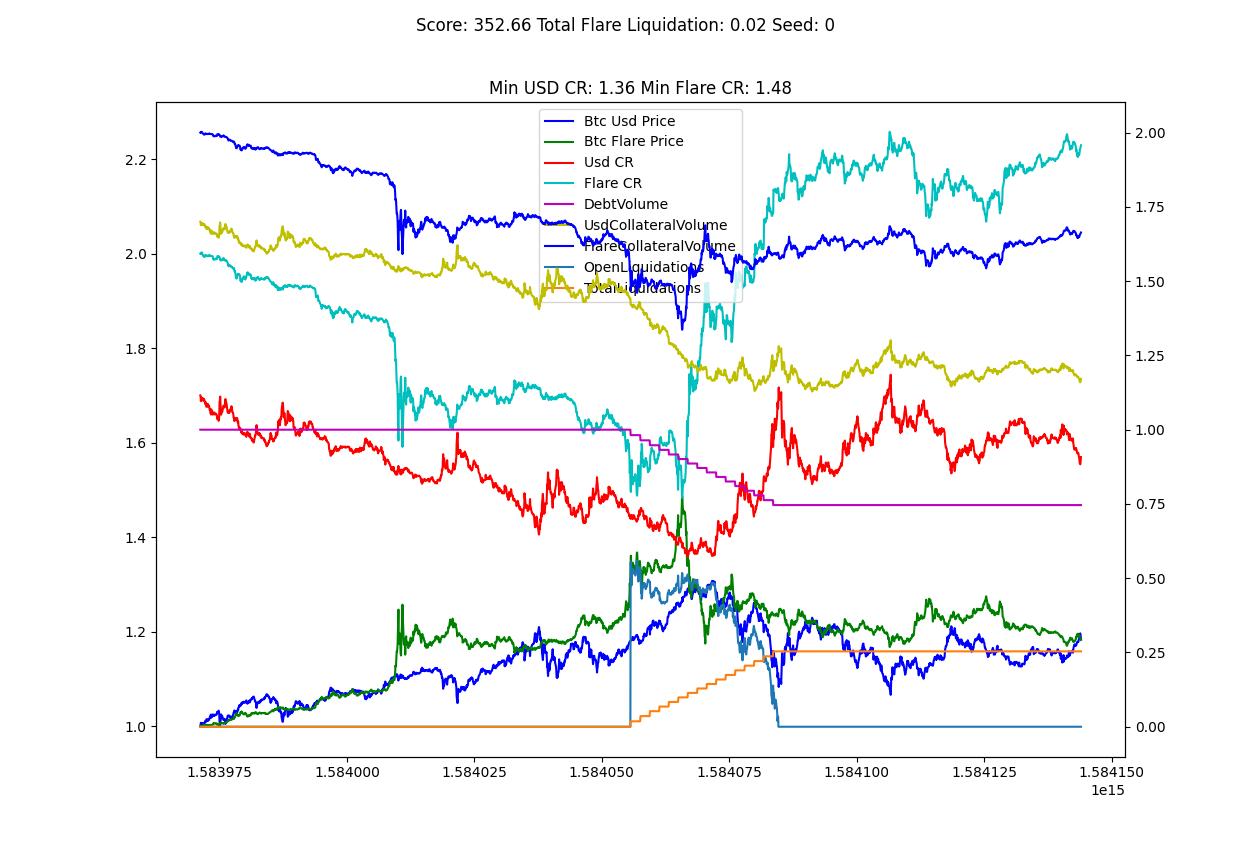 Score: 352.66 Total Flare Liquidation: 0.02 Seed: 0
Min USD CR: 1.36 Min Flare CR: 1.48
Btc Usd Price
Btc Flare Price
Usd CR
Flare CR
DebtVolume
UsdCollateralVolume
FlareCollateralVolume
OpenLiquidations
TotalLiquidations
2.2
2.0
1.8
1.6
1.4
1.2
1.0
2.00
1.75
1.50
1.25
1.00
0.75
0.50
0.25
0.00
1.583975 1.584000 1.584025 1.584050 1.584075 1.584100 1.584125 1.584150
1e15